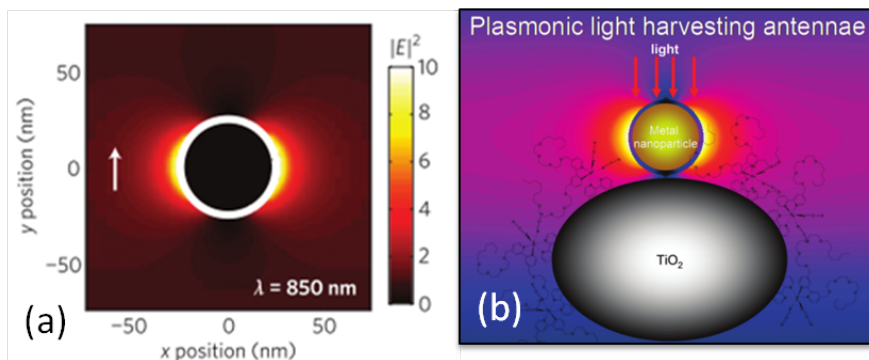 |E|²
10
8
6
4
2
0
50
0
−50
y position (nm)
λ = 850 nm
−50
0
50
x position (nm)
(a)
Plasmonic light harvesting antennae
light
Metal
nanoparticle
TiO₂
(b)